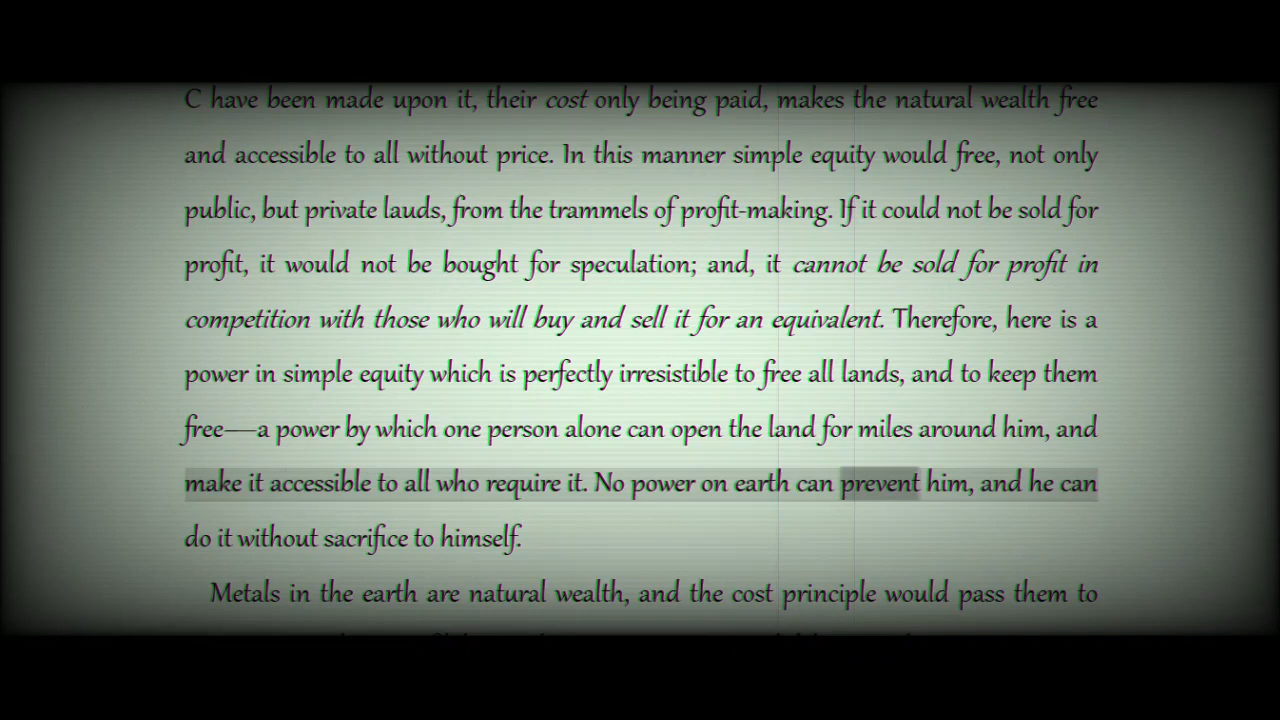 C have been made upon it, their cost only being paid, makes the natural wealth free
and accessible to all without price. In this manner simple equity would free, not only
public, but private lauds, from the trammels of profit-making. If it could not be sold for
profit, it would not be bought for speculation; and, it cannot be sold for profit in
competition with those who will buy and sell it for an equivalent. Therefore, here is a
power in simple equity which is perfectly irresistible to free all lands, and to keep them
free—a power by which one person alone can open the land for miles around him, and
make it accessible to all who require it. No power on earth can prevent him, and he can
do it without sacrifice to himself.
Metals in the earth are natural wealth, and the cost principle would pass them to